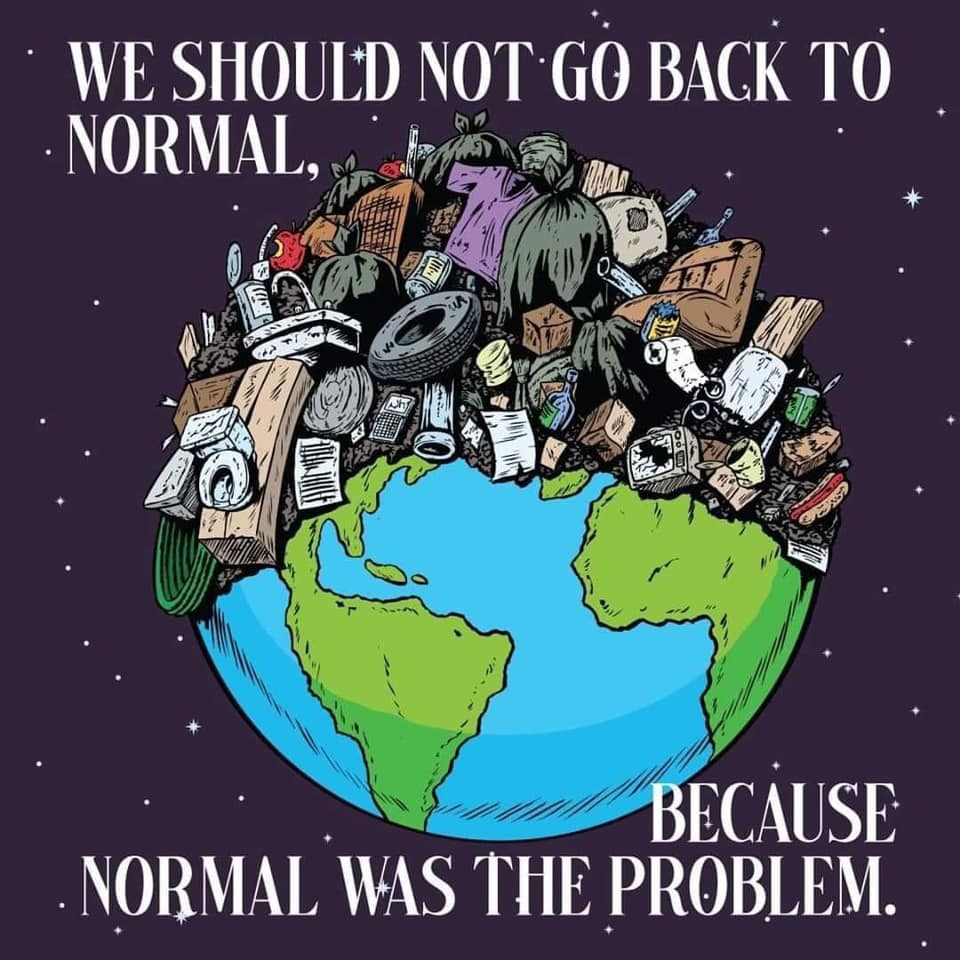 WE SHOULD NOT GO BACK TO
NORMAL,
BECAUSE
NORMAL WAS THE PROBLEM.